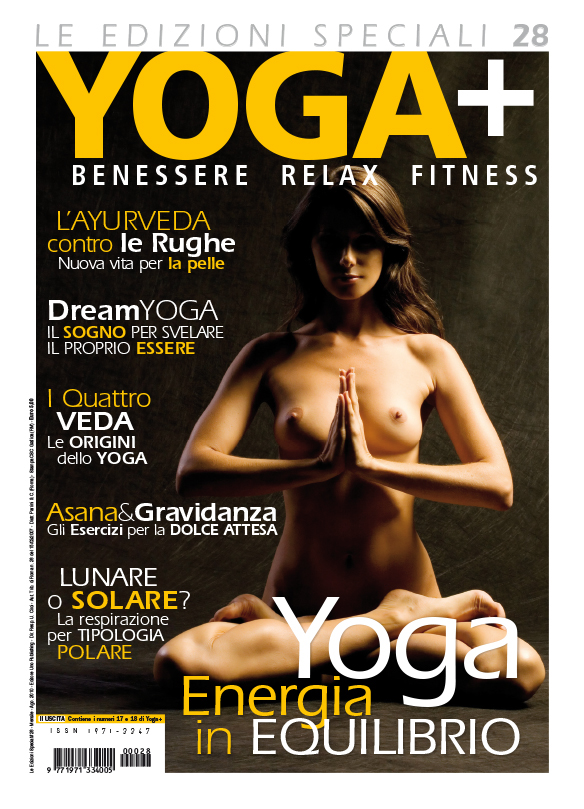 LE EDIZIONI SPECIALI 28
YOGA+
BENESSERE RELAX FITNESS
L'AYURVEDA
contro le Rughe
Nuova vita per la pelle
DreamYOGA
IL SOGNO PER SVELARE
IL PROPRIO ESSERE
I Quattro
VEDA
Le ORIGINI
dello YOGA
Asana&Gravidanza
Gli Esercizi per la DOLCE ATTESA
LUNARE
o SOLARE?
La respirazione
per TIPOLOGIA
POLARE
Yoga
Energia
in EQUILIBRIO
II USCITA Contiene i numeri 17 e 18 di Yoga+
ISSN 1971-3347
00028
9 771971 334005